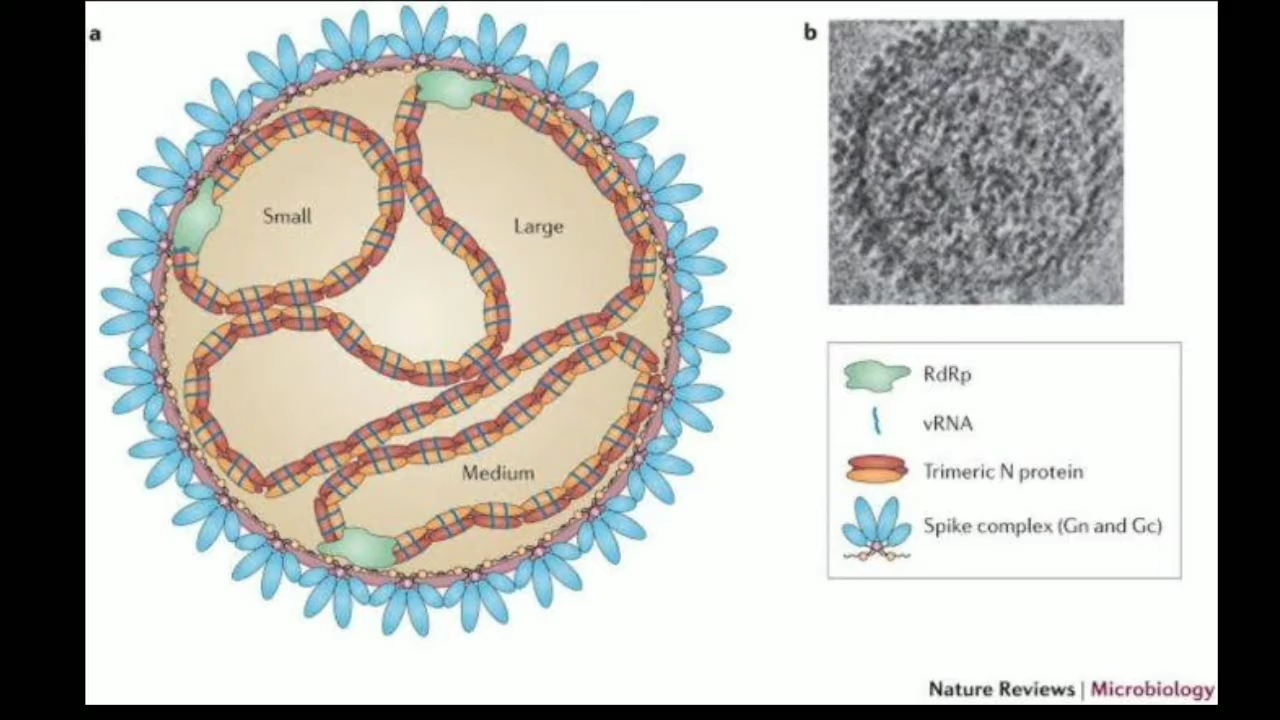 a
b
Small
Large
Medium
RdRp
vRNA
Trimeric N protein
Spike complex (Gn and Gc)
Nature Reviews | Microbiology